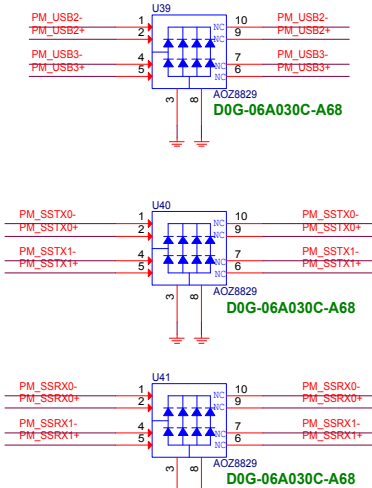 U39
PM_USB2- 1 NC 10 PM_USB2-
PM_USB2+ 2 NC 9 PM_USB2+
PM_USB3- 4 NC 7 PM_USB3-
PM_USB3+ 5 NC 6 PM_USB3+
3 8 AOZ8829
D0G-06A030C-A68
U40
PM_SSTX0- 1 NC 10 PM_SSTX0-
PM_SSTX0+ 2 NC 9 PM_SSTX0+
PM_SSTX1- 4 NC 7 PM_SSTX1-
PM_SSTX1+ 5 NC 6 PM_SSTX1+
3 8 AOZ8829
D0G-06A030C-A68
U41
PM_SSRX0- 1 NC 10 PM_SSRX0-
PM_SSRX0+ 2 NC 9 PM_SSRX0+
PM_SSRX1- 4 NC 7 PM_SSRX1-
PM_SSRX1+ 5 NC 6 PM_SSRX1+
3 8 AOZ8829
D0G-06A030C-A68